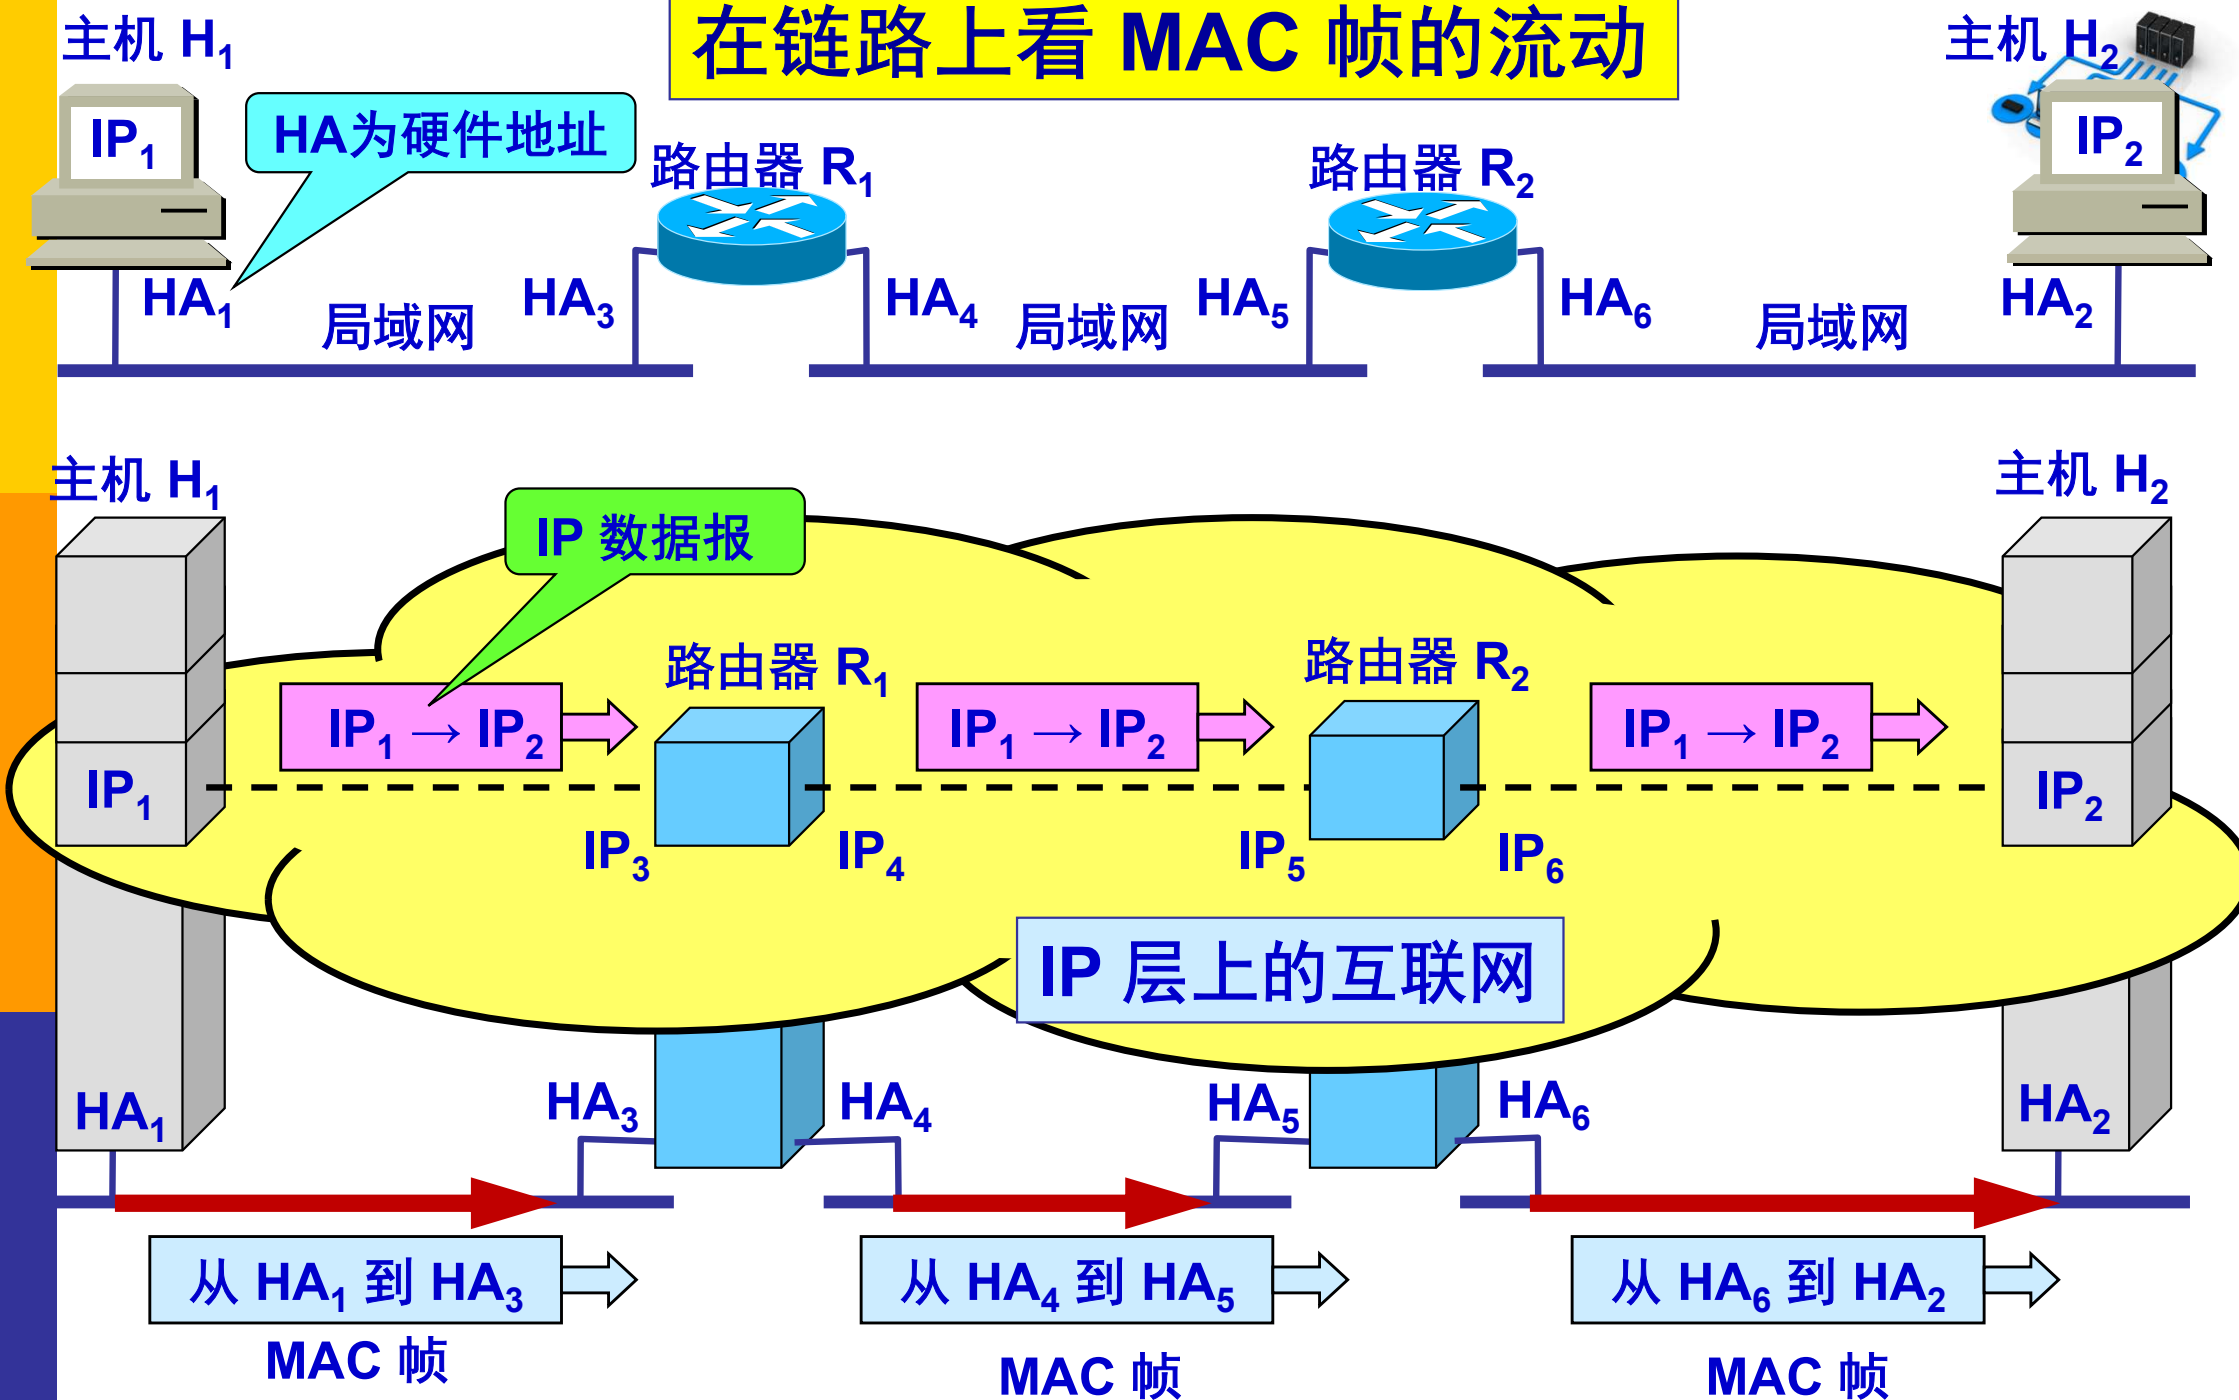 在链路上看 MAC 帧的流动
主机 H₁
主机 H₂
IP₁
HA为硬件地址
路由器 R₁
路由器 R₂
IP₂
HA₁
局域网
HA₃
HA₄
局域网
HA₅
HA₆
局域网
HA₂
主机 H₁
主机 H₂
IP 数据报
路由器 R₁
路由器 R₂
IP₁ → IP₂
IP₁ → IP₂
IP₁ → IP₂
IP₁
IP₂
IP₃
IP₄
IP₅
IP₆
IP 层上的互联网
HA₁
HA₃
HA₄
HA₅
HA₆
HA₂
从 HA₁ 到 HA₃
从 HA₄ 到 HA₅
从 HA₆ 到 HA₂
MAC 帧
MAC 帧
MAC 帧